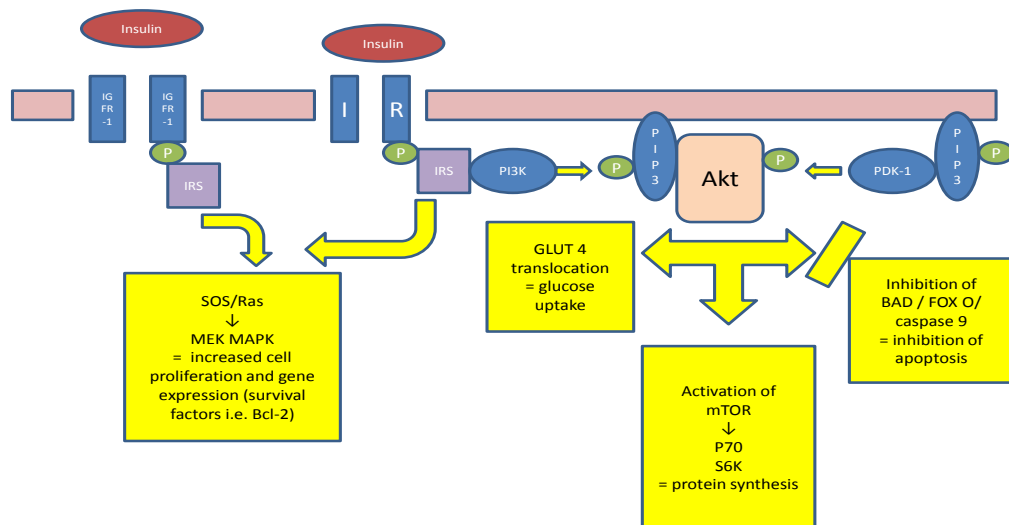 Insulin
Insulin
IG
FR
-1
IG
FR
-1
I
R
P
IRS
P
IRS
PI3K
P
P
I
P
3
Akt
P
PDK-1
P
I
P
3
P
SOS/Ras
↓
MEK MAPK
= increased cell
proliferation and gene
expression (survival
factors i.e. Bcl-2)
GLUT 4
translocation
= glucose
uptake
Activation of
mTOR
↓
P70
S6K
= protein synthesis
Inhibition of
BAD / FOX O/
caspase 9
= inhibition of
apoptosis